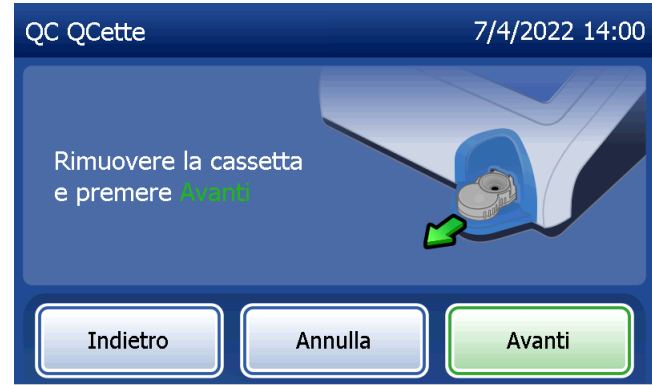 QC QCette
7/4/2022 14:00
Rimuovere la cassetta
e premere Avanti
Indietro
Annulla
Avanti